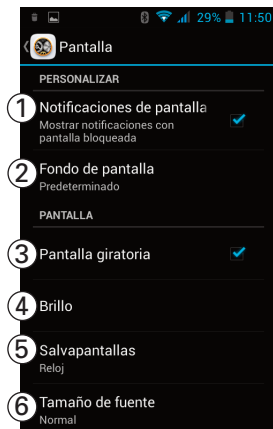 29% 11:50
Pantalla
PERSONALIZAR
1 Notificaciones de pantalla
Mostrar notificaciones con
pantalla bloqueada
2 Fondo de pantalla
Predeterminado
PANTALLA
3 Pantalla giratoria
4 Brillo
5 Salvapantallas
Reloj
6 Tamaño de fuente
Normal